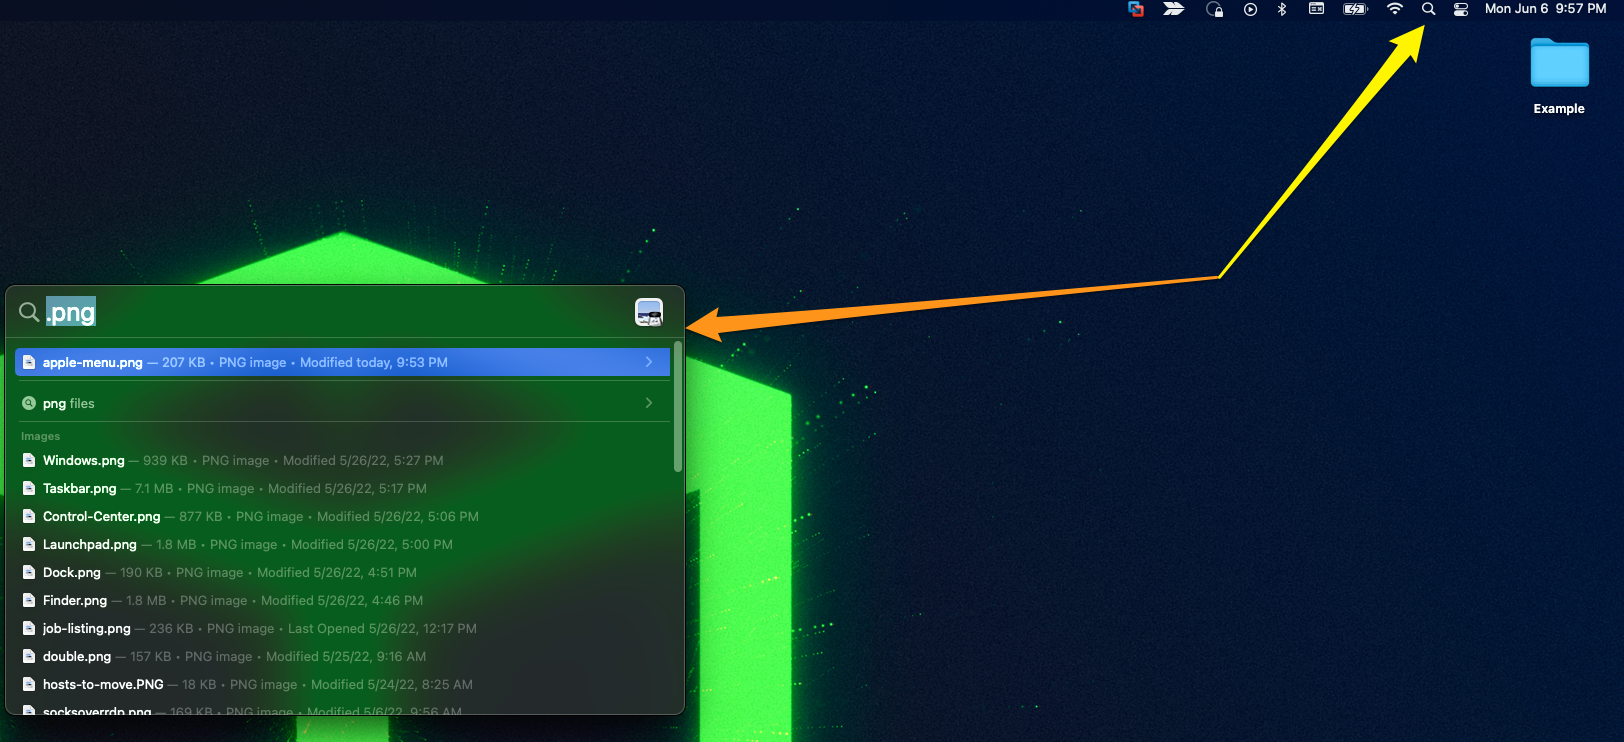 Mon Jun 6 9:57 PM
Example
.png
apple-menu.png — 207 KB • PNG image • Modified today, 9:53 PM
png files
Images
Windows.png — 939 KB • PNG image • Modified 5/26/22, 5:27 PM
Taskbar.png — 7.1 MB • PNG image • Modified 5/26/22, 5:17 PM
Control-Center.png — 877 KB • PNG image • Modified 5/26/22, 5:06 PM
Launchpad.png — 1.8 MB • PNG image • Modified 5/26/22, 5:00 PM
Dock.png — 190 KB • PNG image • Modified 5/26/22, 4:51 PM
Finder.png — 1.8 MB • PNG image • Modified 5/26/22, 4:46 PM
job-listing.png — 236 KB • PNG image • Last Opened 5/26/22, 12:17 PM
double.png — 157 KB • PNG image • Modified 5/25/22, 9:16 AM
hosts-to-move.PNG — 18 KB • PNG image • Modified 5/24/22, 8:25 AM
socksoverrdp.png — 169 KB • PNG image • Modified 5/6/22, 9:56 AM